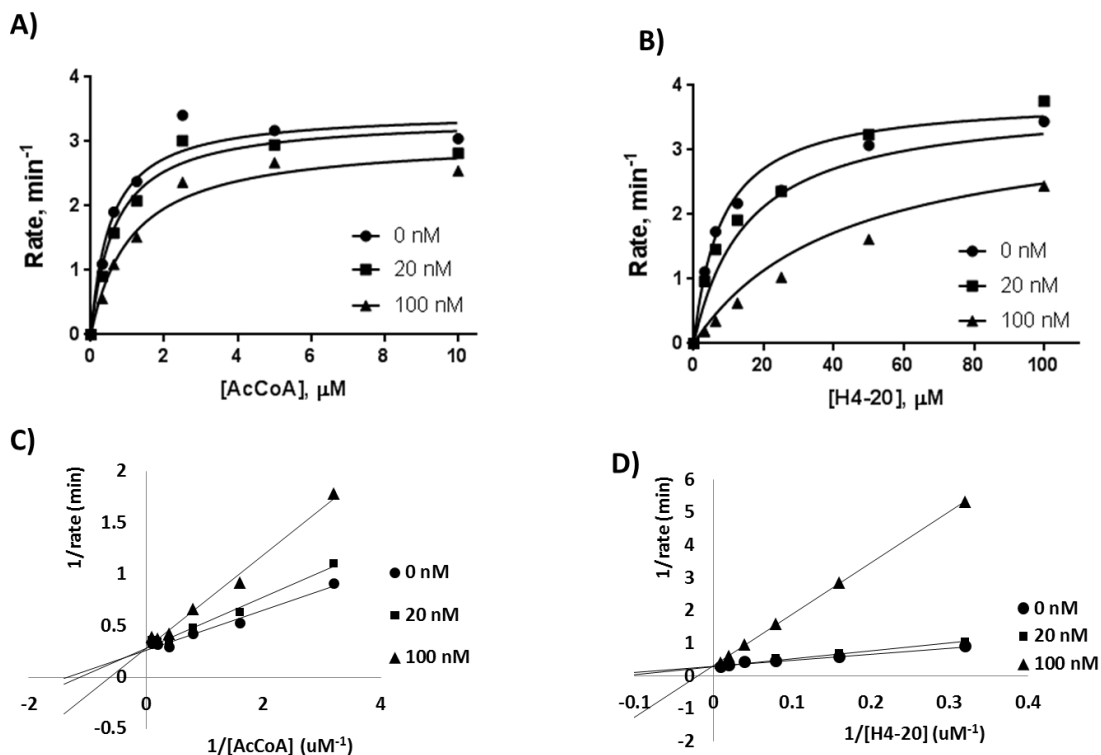 A)
Rate, min⁻¹
4
3
2
1
0
0 2 4 6 8 10
[AcCoA], μM
0 nM
20 nM
100 nM
B)
Rate, min⁻¹
4
3
2
1
0
0 20 40 60 80 100
[H4-20], μM
0 nM
20 nM
100 nM
C)
1/rate (min)
2
1.5
1
0.5
0
-0.5
-2 0 2 4
1/[AcCoA] (uM⁻¹)
0 nM
20 nM
100 nM
D)
1/rate (min)
6
5
4
3
2
1
0
-1
-2
-0.1 0 0.1 0.2 0.3 0.4
1/[H4-20] (uM⁻¹)
0 nM
20 nM
100 nM